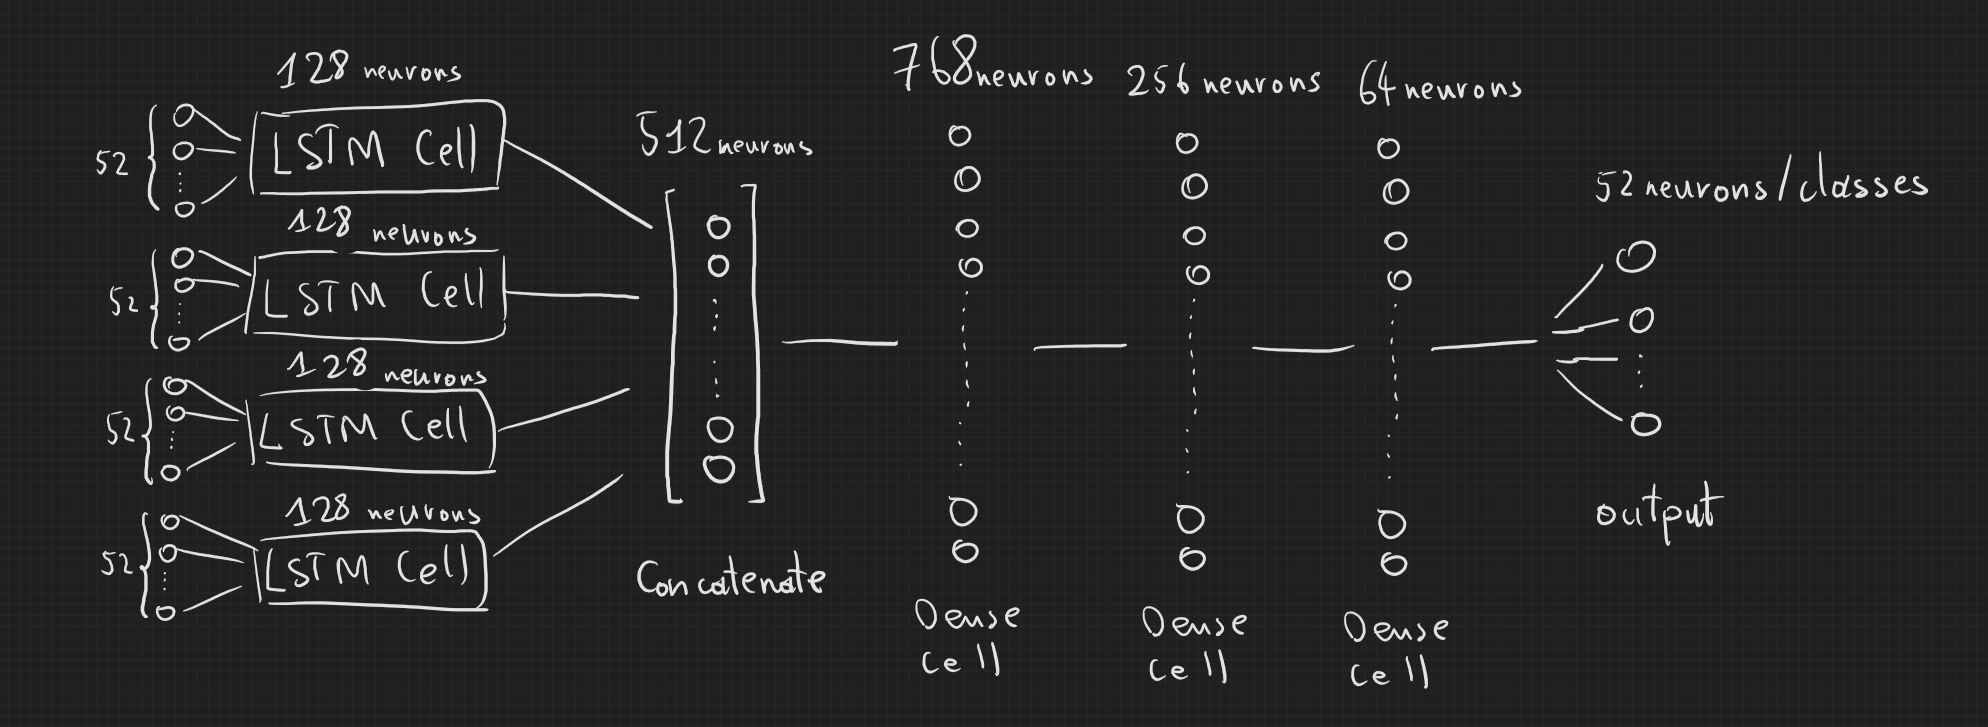 128 neurons
52
LSTM Cell
128 neurons
52
LSTM Cell
128 neurons
52
LSTM Cell
128 neurons
52
LSTM Cell
512 neurons
Concatenate
768 neurons
Dense
cell
256 neurons
Dense
cell
64 neurons
Dense
cell
52 neurons/classes
output